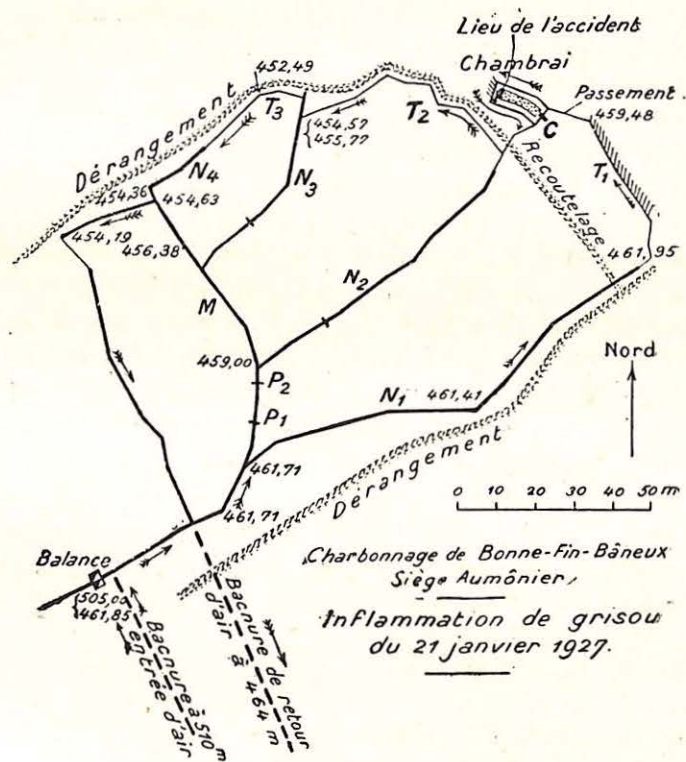 Lieu de l'accident
Chambrai
Passement
459,48
C
T1
452,49
T3
454,57
455,77
T2
Dérangement
N4
N3
Recoutelage
454,36
454,63
454,19
456,38
M
N2
461,95
Nord
459,00
P2
P1
N1
461,41
461,71
461,71
Dérangement
0 10 20 30 40 50 m
Balance
505,00
461,85
Bacnure à 510 m
entrée d'air
Bacnure de retour
d'air à 464 m
Charbonnage de Bonne-Fin-Bâneux
Siège Aumônier,
Inflammation de grisou
du 21 janvier 1927.